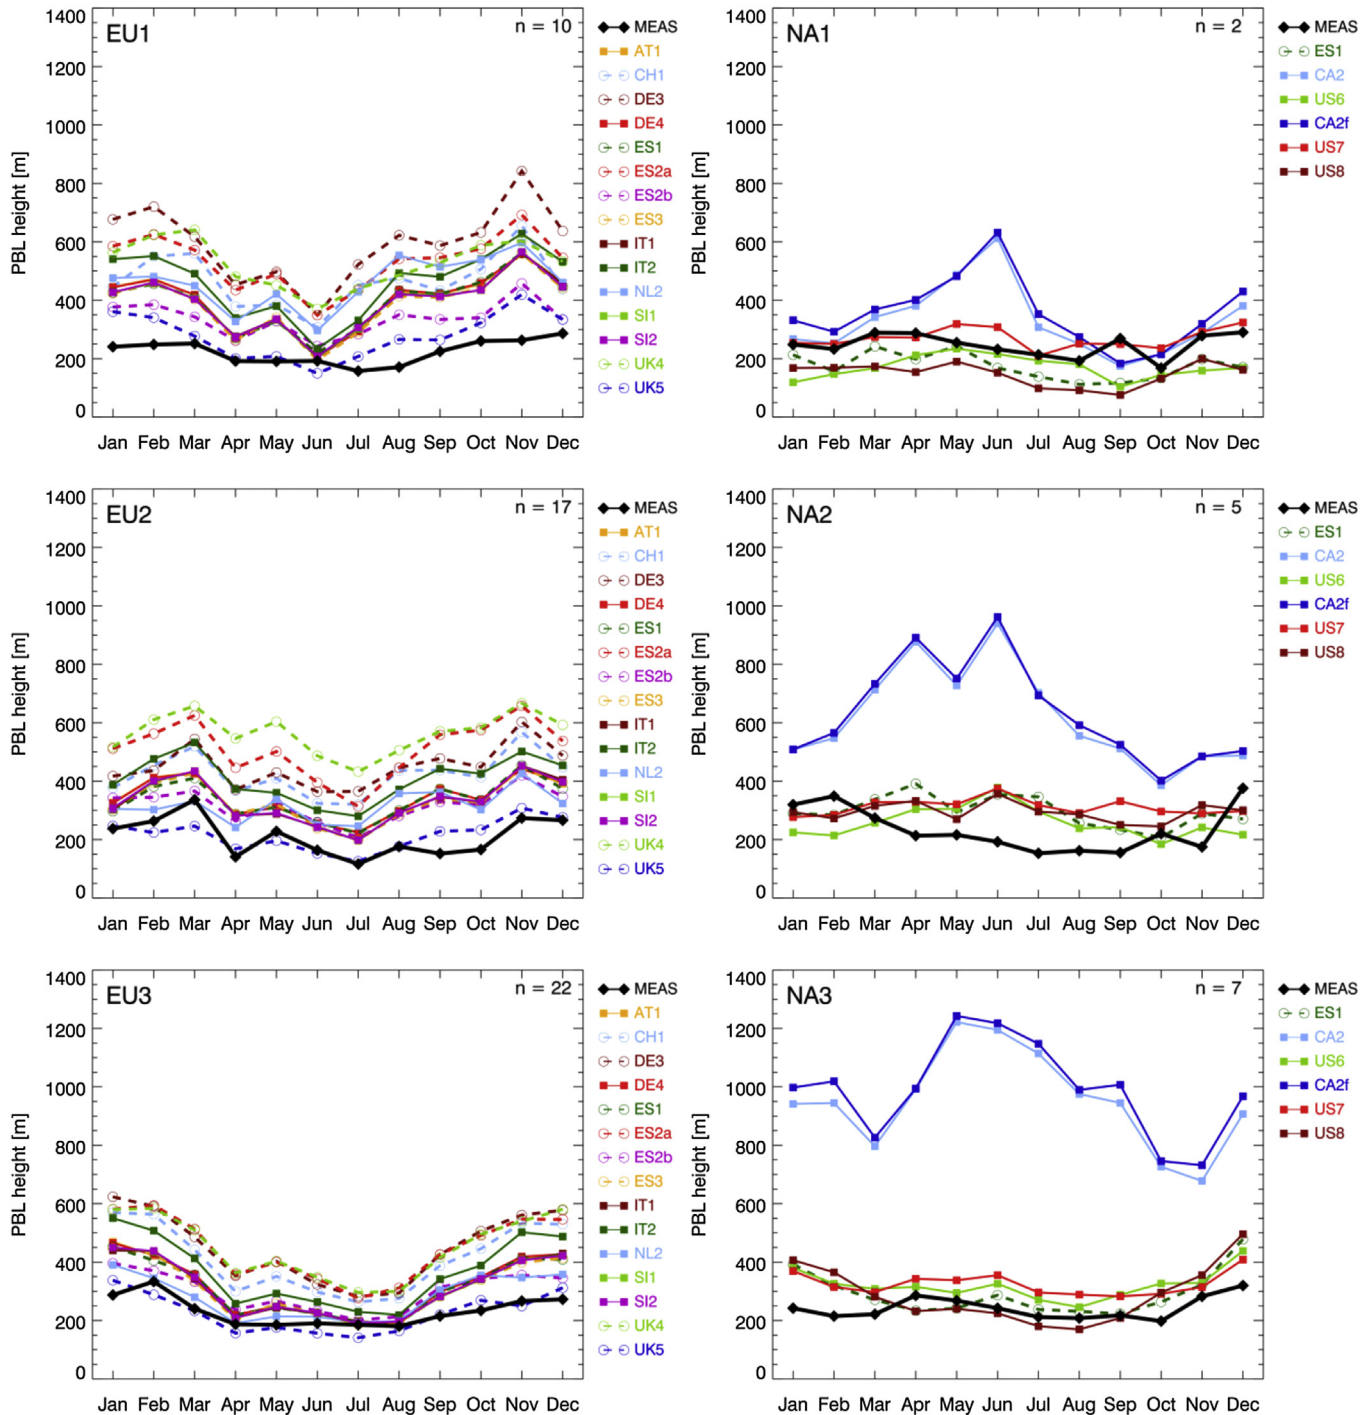 EU1
n = 10
PBL height [m]
1400
1200
1000
800
600
400
200
0
Jan Feb Mar Apr May Jun Jul Aug Sep Oct Nov Dec
MEAS
AT1
CH1
DE3
DE4
ES1
ES2a
ES2b
ES3
IT1
IT2
NL2
SI1
SI2
UK4
UK5
NA1
n = 2
PBL height [m]
1400
1200
1000
800
600
400
200
0
Jan Feb Mar Apr May Jun Jul Aug Sep Oct Nov Dec
MEAS
ES1
CA2
US6
CA2f
US7
US8
EU2
n = 17
PBL height [m]
1400
1200
1000
800
600
400
200
0
Jan Feb Mar Apr May Jun Jul Aug Sep Oct Nov Dec
MEAS
AT1
CH1
DE3
DE4
ES1
ES2a
ES2b
ES3
IT1
IT2
NL2
SI1
SI2
UK4
UK5
NA2
n = 5
PBL height [m]
1400
1200
1000
800
600
400
200
0
Jan Feb Mar Apr May Jun Jul Aug Sep Oct Nov Dec
MEAS
ES1
CA2
US6
CA2f
US7
US8
EU3
n = 22
PBL height [m]
1400
1200
1000
800
600
400
200
0
Jan Feb Mar Apr May Jun Jul Aug Sep Oct Nov Dec
MEAS
AT1
CH1
DE3
DE4
ES1
ES2a
ES2b
ES3
IT1
IT2
NL2
SI1
SI2
UK4
UK5
NA3
n = 7
PBL height [m]
1400
1200
1000
800
600
400
200
0
Jan Feb Mar Apr May Jun Jul Aug Sep Oct Nov Dec
MEAS
ES1
CA2
US6
CA2f
US7
US8